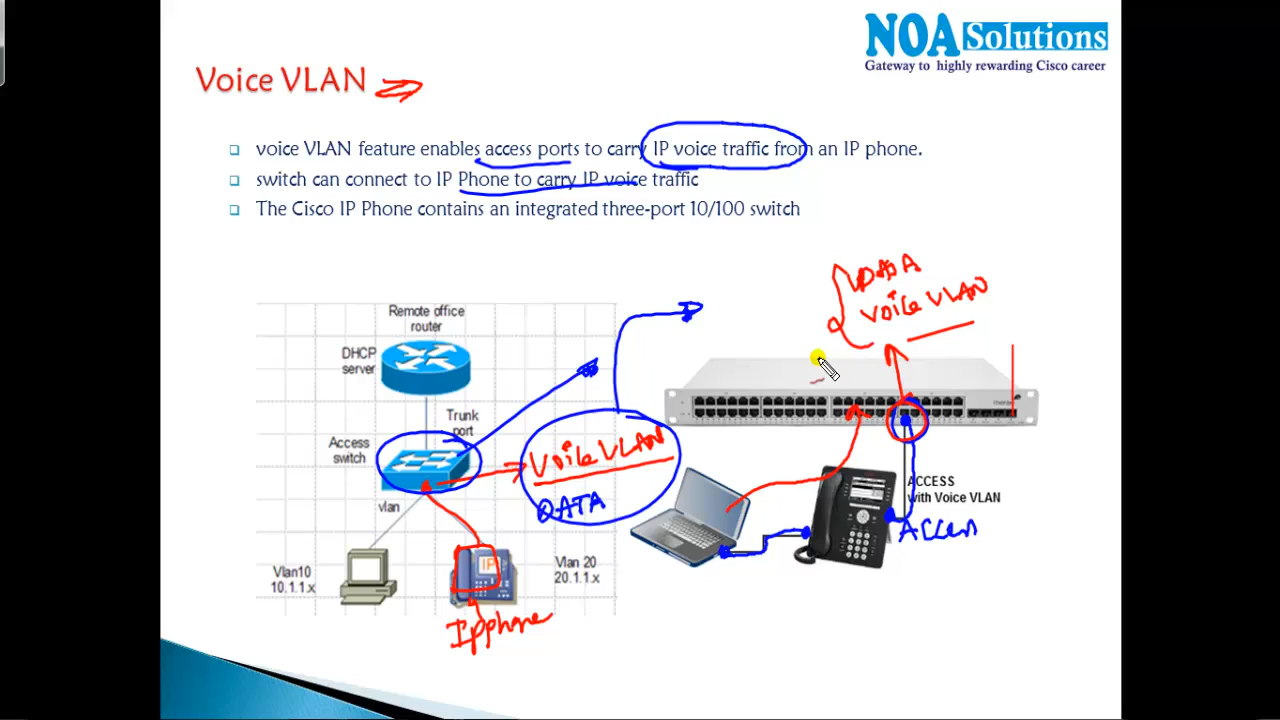 NOA Solutions
Gateway to highly rewarding Cisco career
Voice VLAN
voice VLAN feature enables access ports to carry IP voice traffic from an IP phone.
switch can connect to IP Phone to carry IP voice traffic
The Cisco IP Phone contains an integrated three-port 10/100 switch
DATA
Voice VLAN
Remote office
router
DHCP
server
Trunk
port
Access
switch
Voice VLAN
DATA
vlan
ACCESS
with Voice VLAN
Access
IP
Vlan10
10.1.1.x
Vlan 20
20.1.1.x
Ip phone